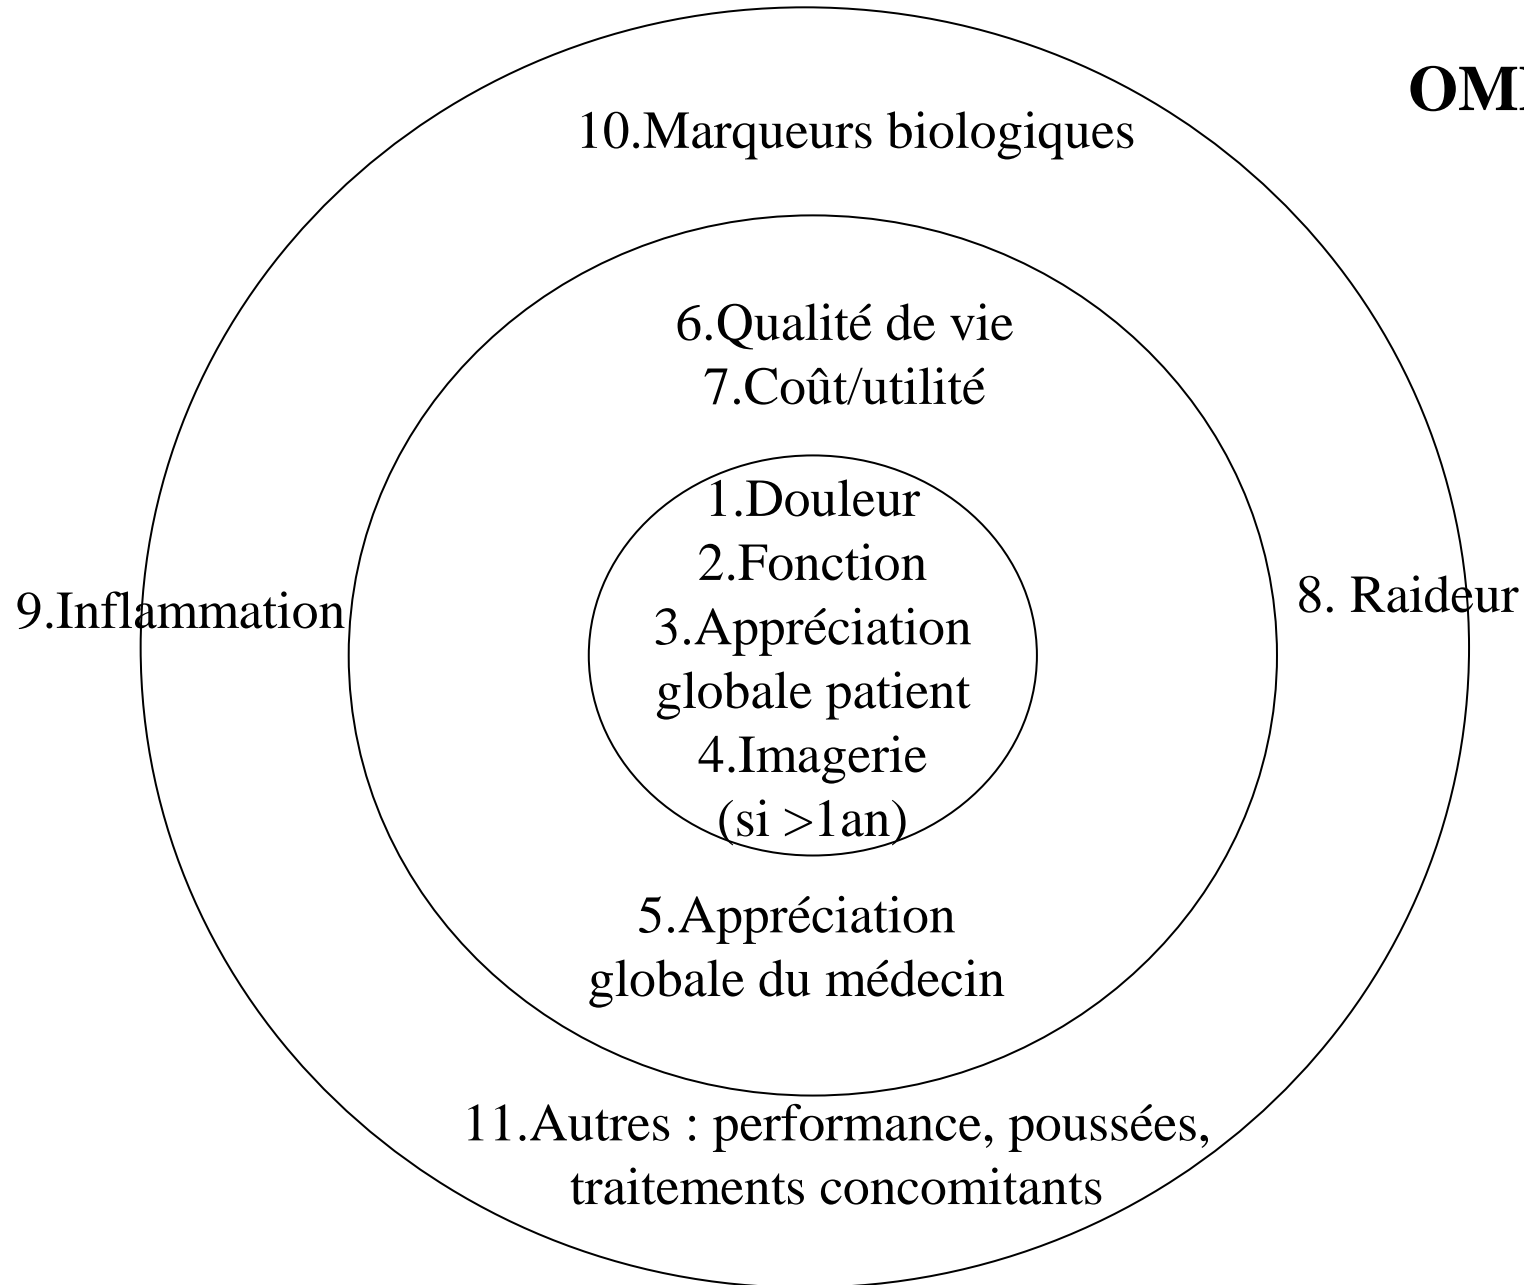 10.Marqueurs biologiques
6.Qualité de vie
7.Coût/utilité
1.Douleur
2.Fonction
3.Appréciation
globale patient
4.Imagerie
(si >1an)
9.Inflammation
8. Raideur
5.Appréciation
globale du médecin
11.Autres : performance, poussées,
traitements concomitants